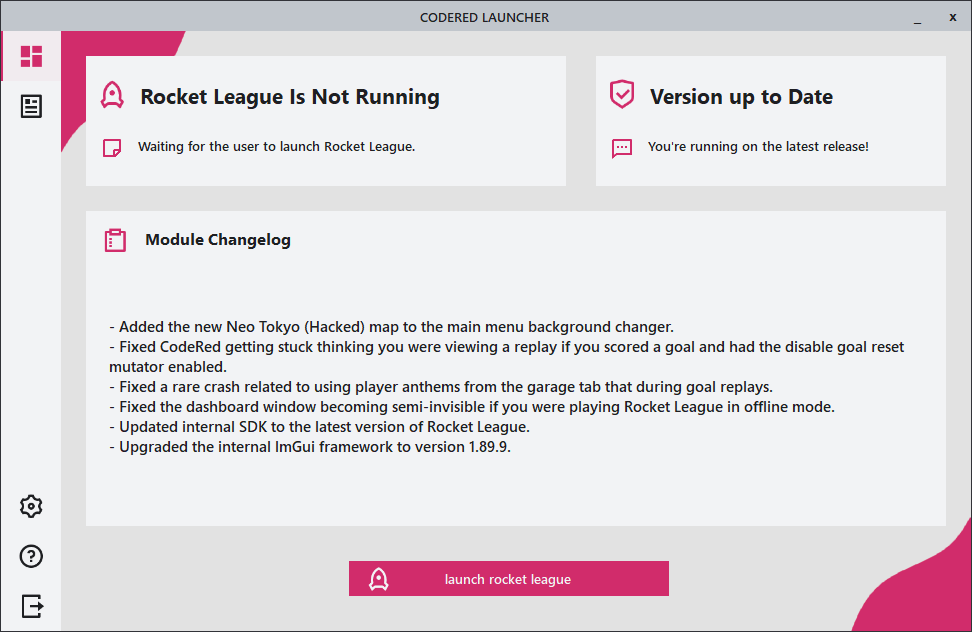 CODERED LAUNCHER
_ x
Rocket League Is Not Running
Waiting for the user to launch Rocket League.
Version up to Date
You're running on the latest release!
Module Changelog
- Added the new Neo Tokyo (Hacked) map to the main menu background changer.
- Fixed CodeRed getting stuck thinking you were viewing a replay if you scored a goal and had the disable goal reset
mutator enabled.
- Fixed a rare crash related to using player anthems from the garage tab that during goal replays.
- Fixed the dashboard window becoming semi-invisible if you were playing Rocket League in offline mode.
- Updated internal SDK to the latest version of Rocket League.
- Upgraded the internal ImGui framework to version 1.89.9.
launch rocket league